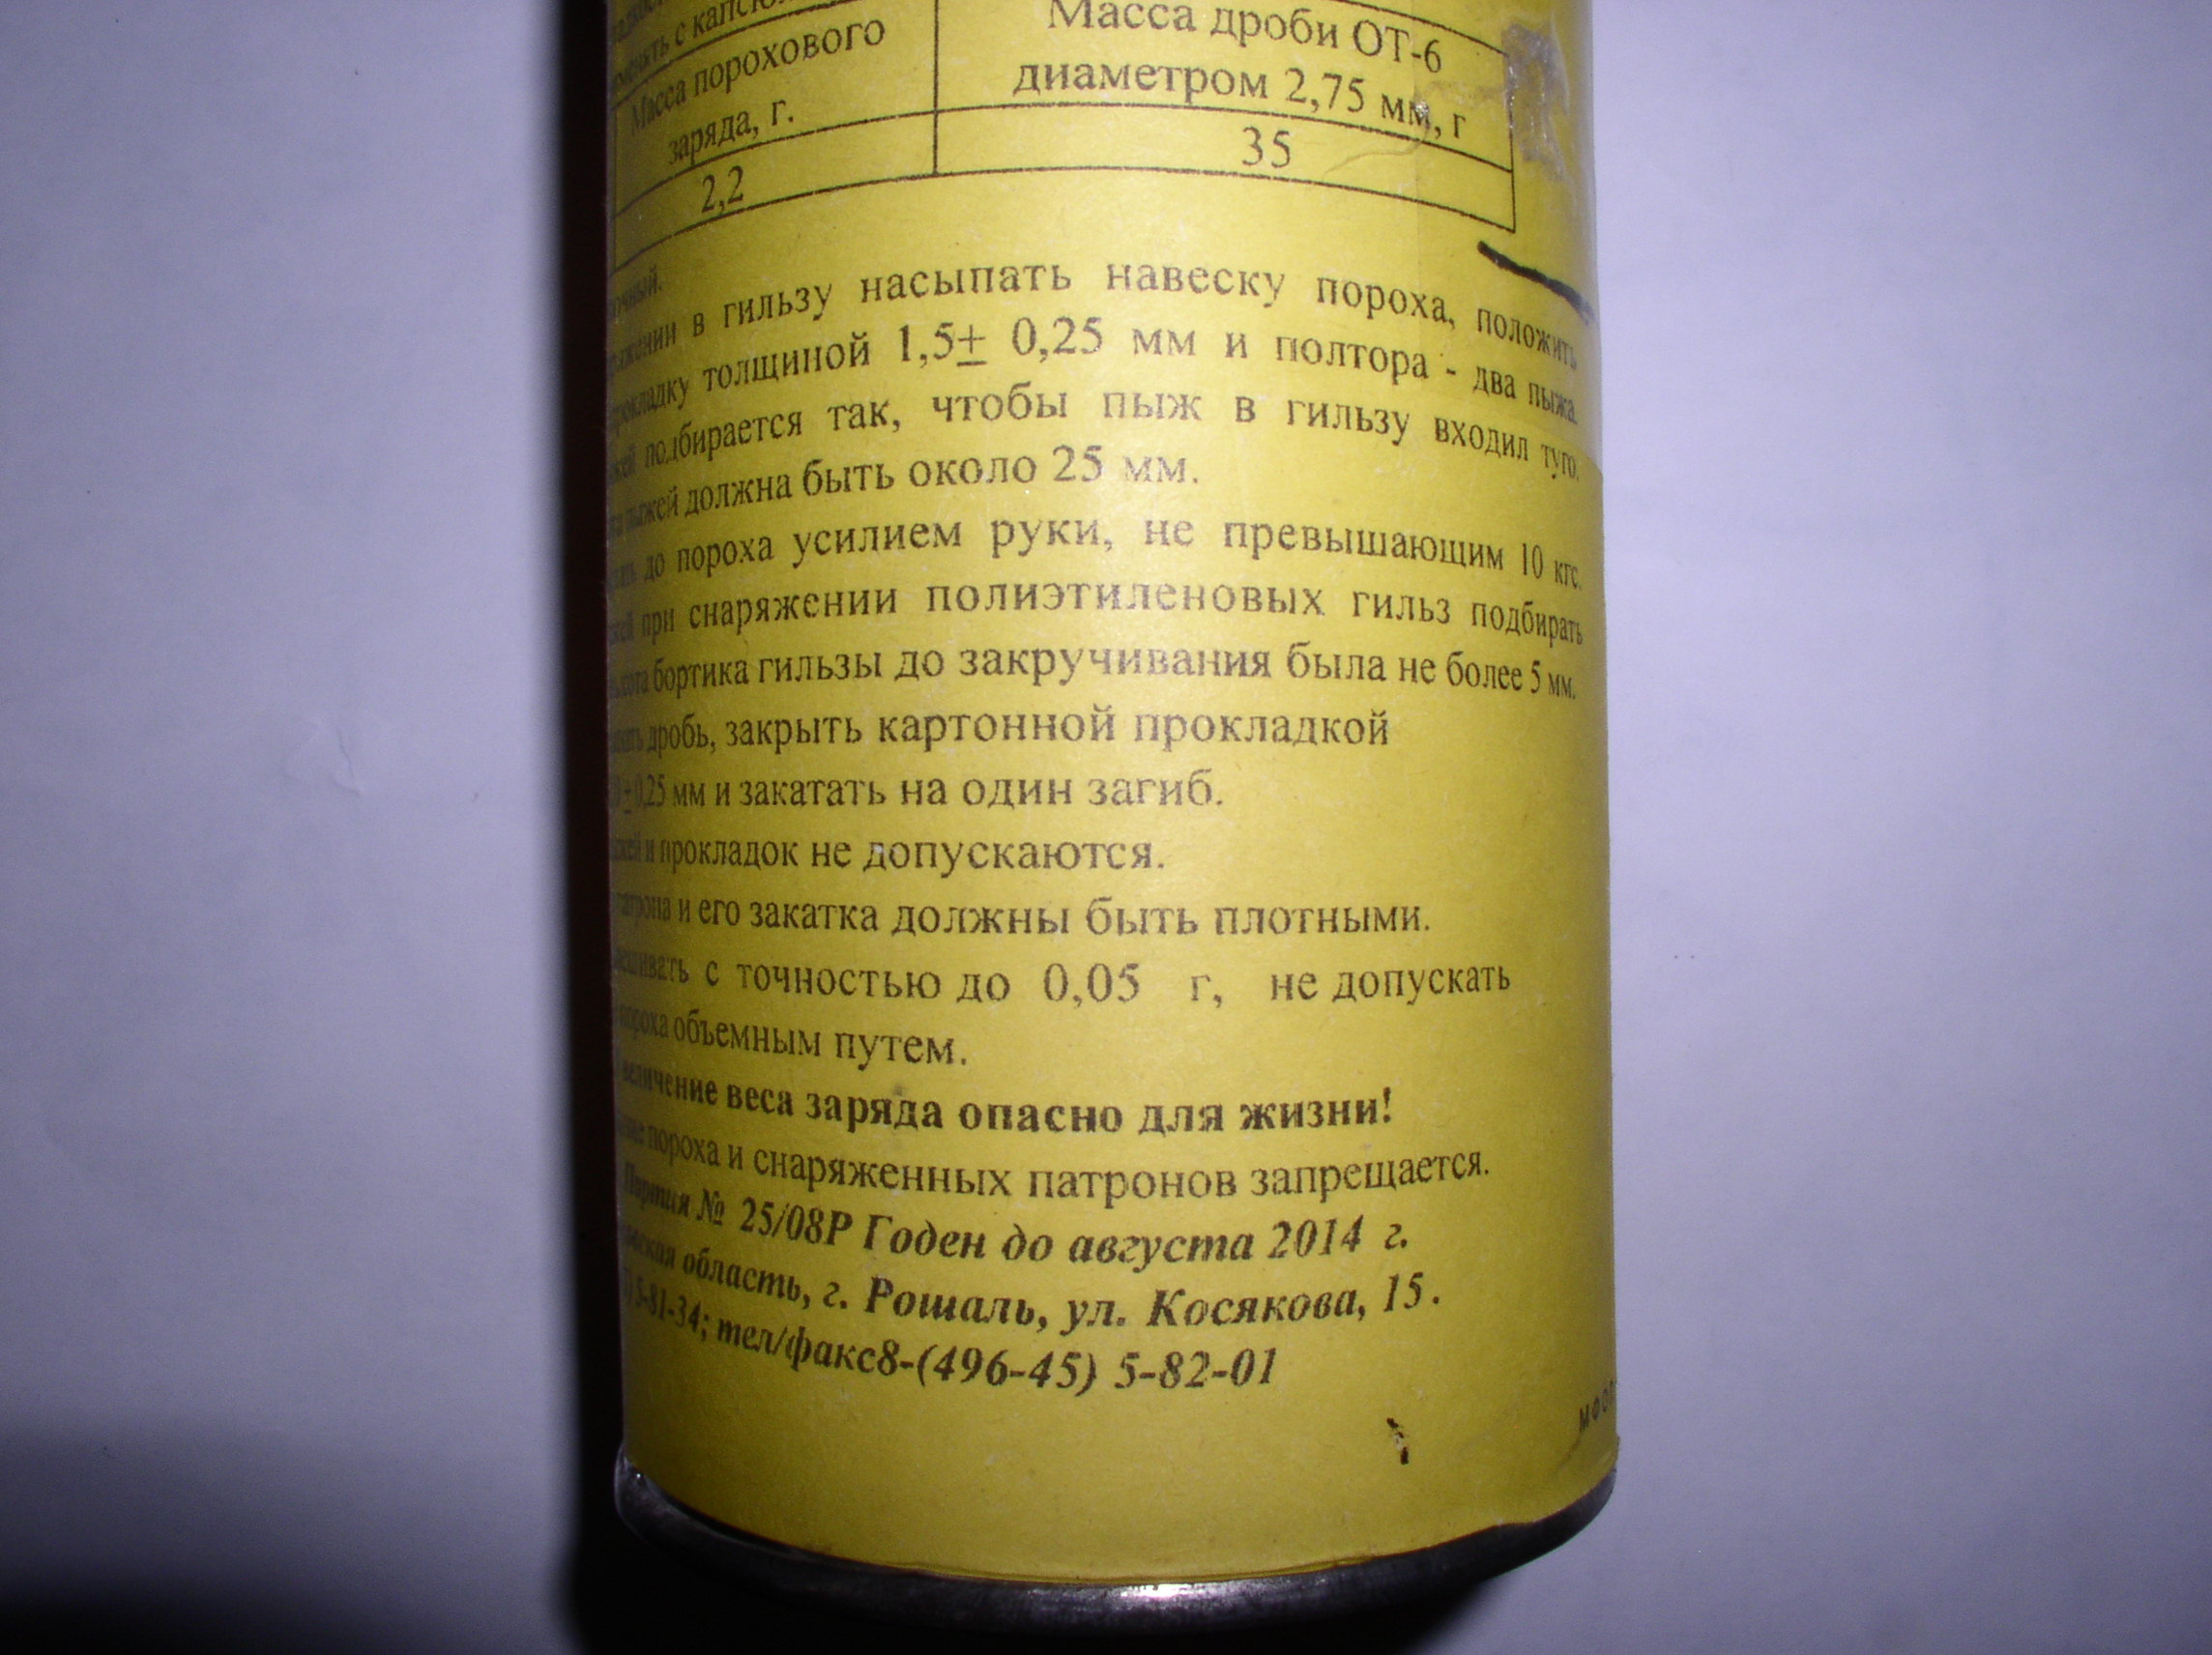 с капсюл
Масса порохового
заряда, г.
Масса дроби ОТ-6
диаметром 2,75 мм, г
2,2
35
в гильзу насыпать навеску пороха, положить
толщиной 1,5± 0,25 мм и полтора - два пыжа.
подбирается так, чтобы пыж в гильзу входил туго.
пыжей должна быть около 25 мм.
до пороха усилием руки, не превышающим 10 кгс.
при снаряжении полиэтиленовых гильз подбирать
бортика гильзы до закручивания была не более 5 мм.
дробь, закрыть картонной прокладкой
0,25 мм и закатать на один загиб.
и прокладок не допускаются.
патрона и его закатка должны быть плотными.
с точностью до 0,05 г, не допускать
пороха объемным путем.
веса заряда опасно для жизни!
пороха и снаряженных патронов запрещается.
Партия № 25/08Р Годен до августа 2014 г.
область, г. Рошаль, ул. Косякова, 15.
5-81-34; тел/факс8-(496-45) 5-82-01